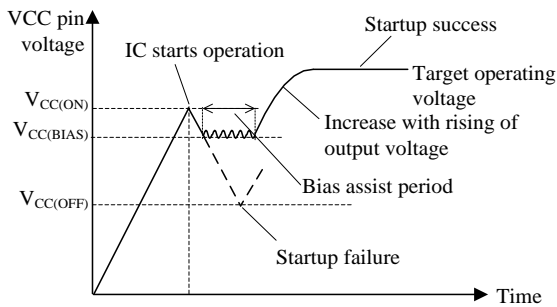 VCC pin
voltage
Startup success
IC starts operation
Target operating
voltage
VCC(ON)
Increase with rising of
output voltage
VCC(BIAS)
Bias assist period
VCC(OFF)
Startup failure
Time